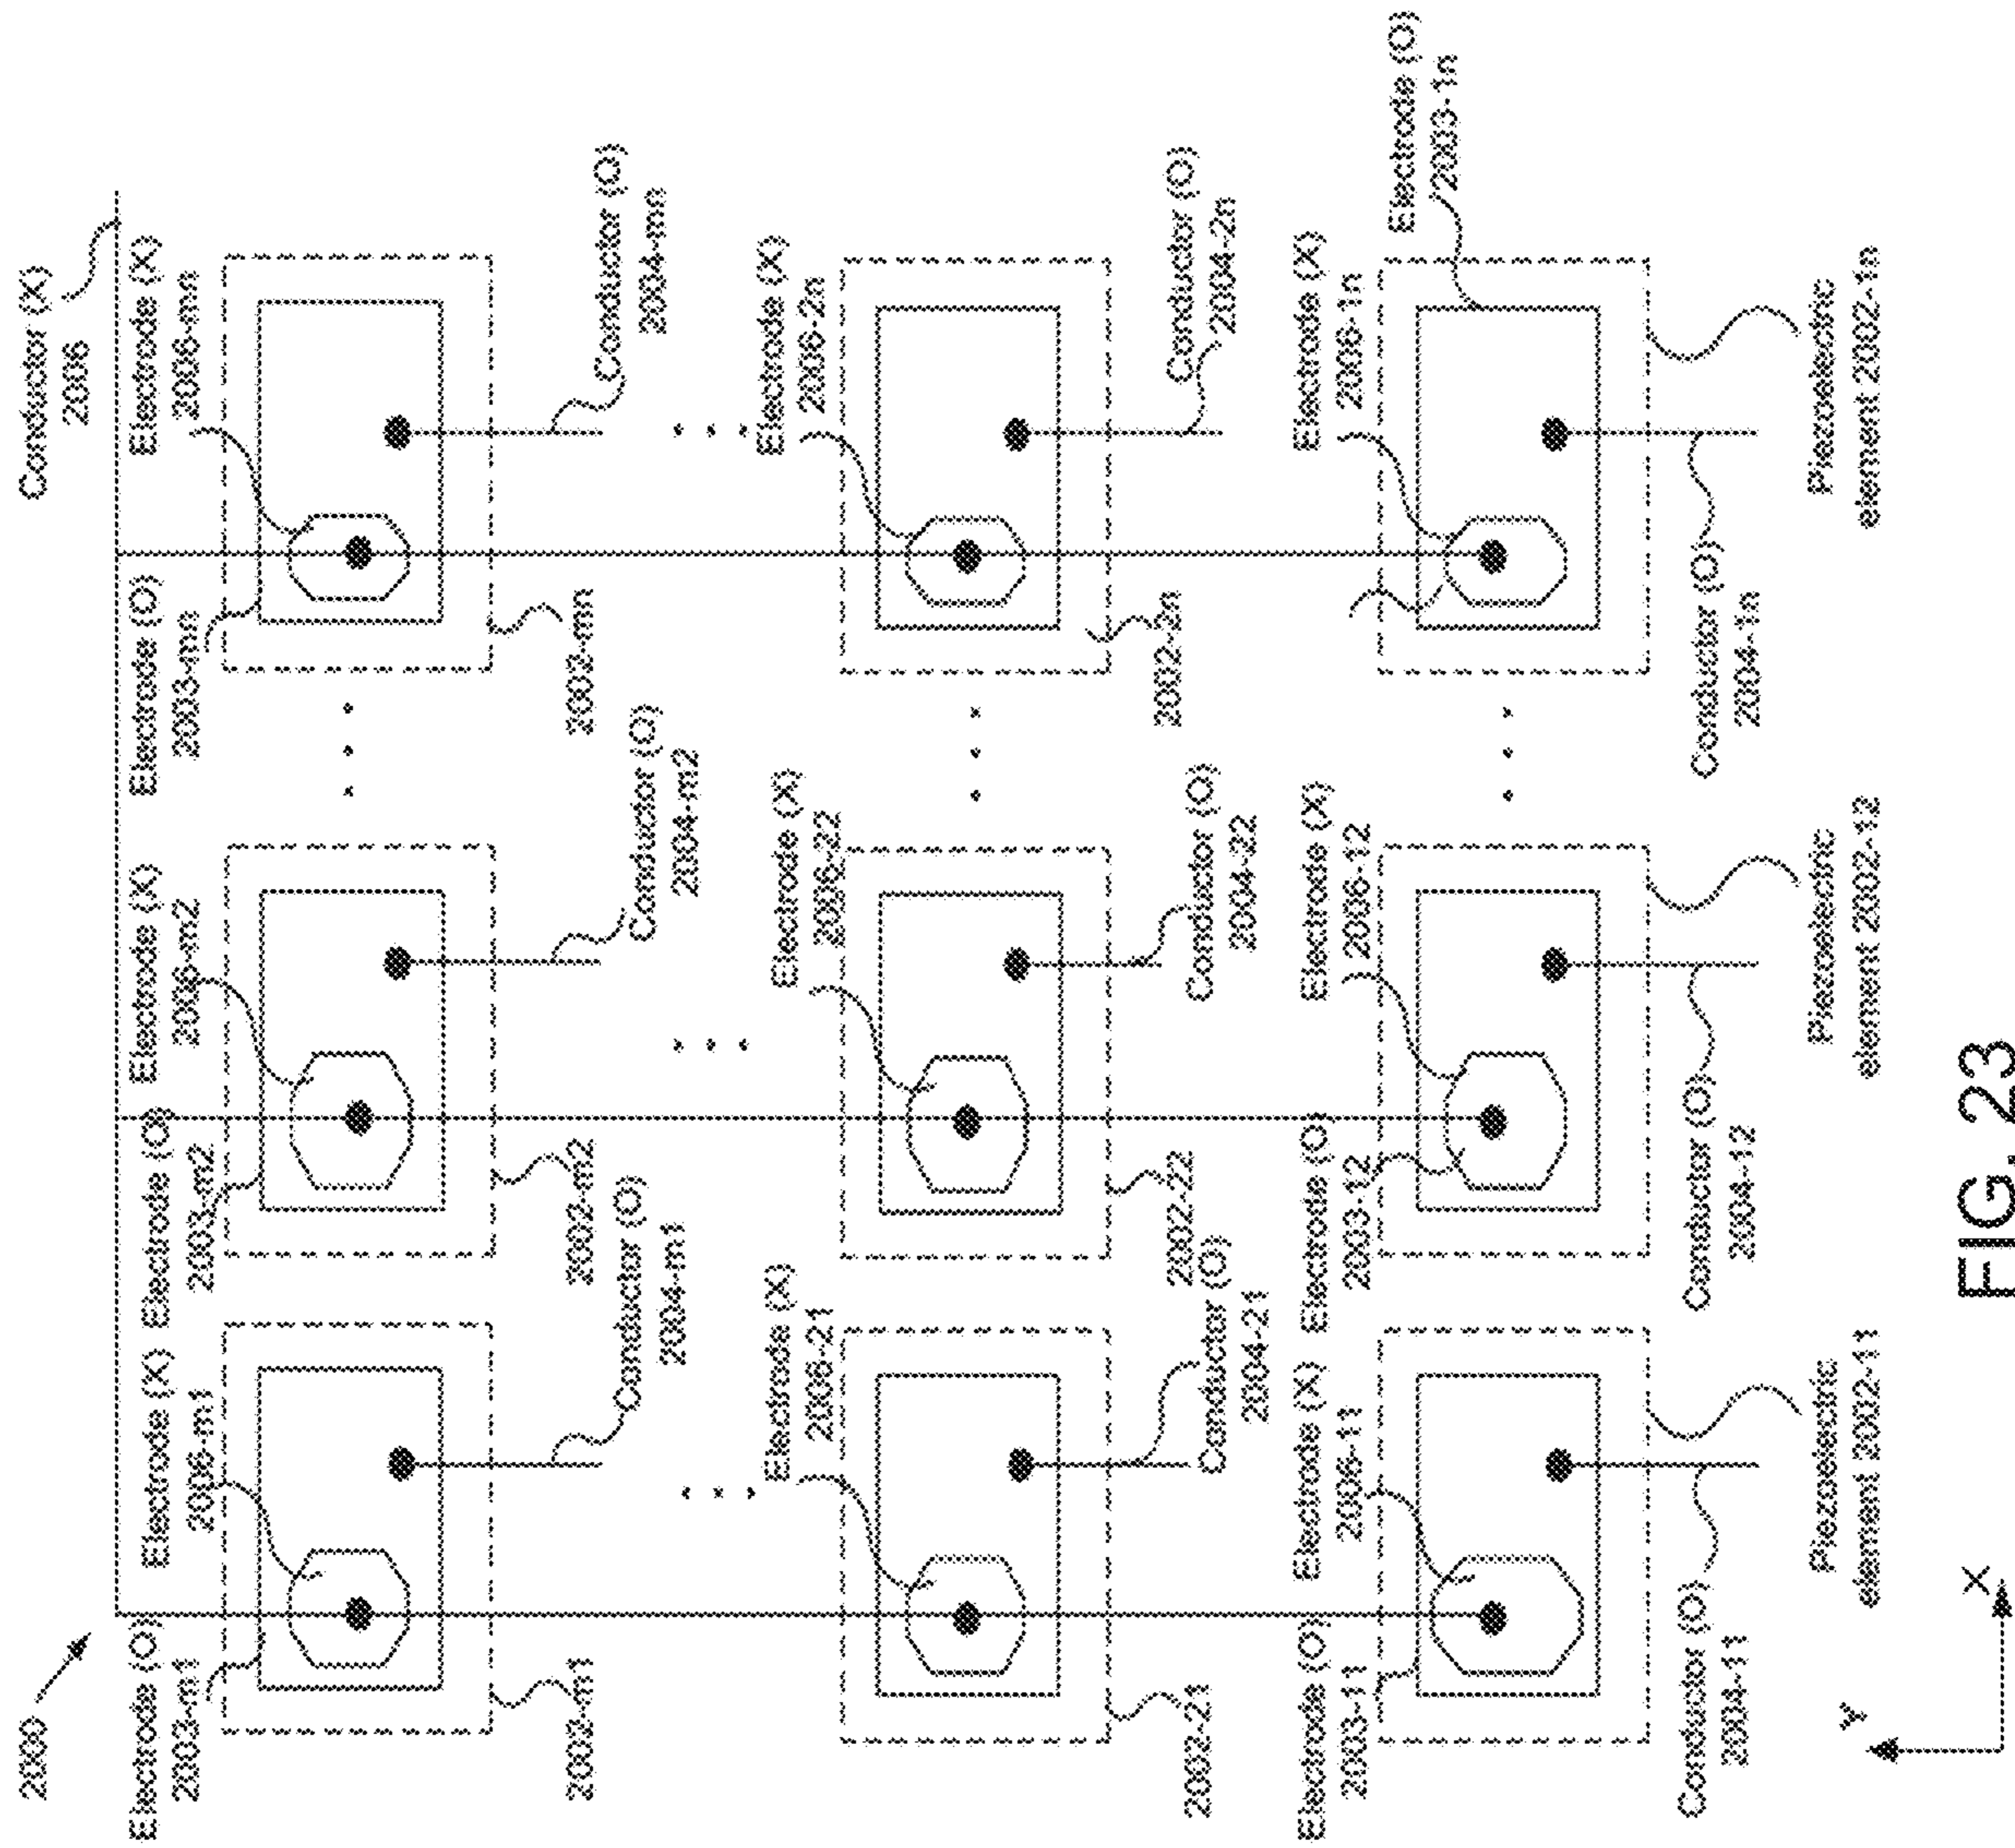 2000
Conductor (X)
2006
Electrode (O)
2003-m1
Electrode (X)
2006-m1
Electrode (O)
2003-m2
Electrode (X)
2006-m2
Electrode (O)
2003-mn
Electrode (X)
2006-mn
2002-m1
Conductor (O)
2004-m1
2002-m2
Conductor (O)
2004-m2
2002-mn
Conductor (O)
2004-mn
Electrode (X)
2006-21
Electrode (X)
2006-22
Electrode (X)
2006-2n
2002-21
Conductor (O)
2004-21
2002-22
Conductor (O)
2004-22
2002-2n
Conductor (O)
2004-2n
Electrode (O)
2003-11
Electrode (X)
2006-11
Electrode (O)
2003-12
Electrode (X)
2006-12
Electrode (X)
2006-1n
Electrode (O)
2003-1n
Conductor (O)
2004-11
Conductor (O)
2004-12
Conductor (O)
2004-1n
Piezoelectric
element 2002-11
Piezoelectric
element 2002-12
Piezoelectric
element 2002-1n
Y
X
FIG. 23